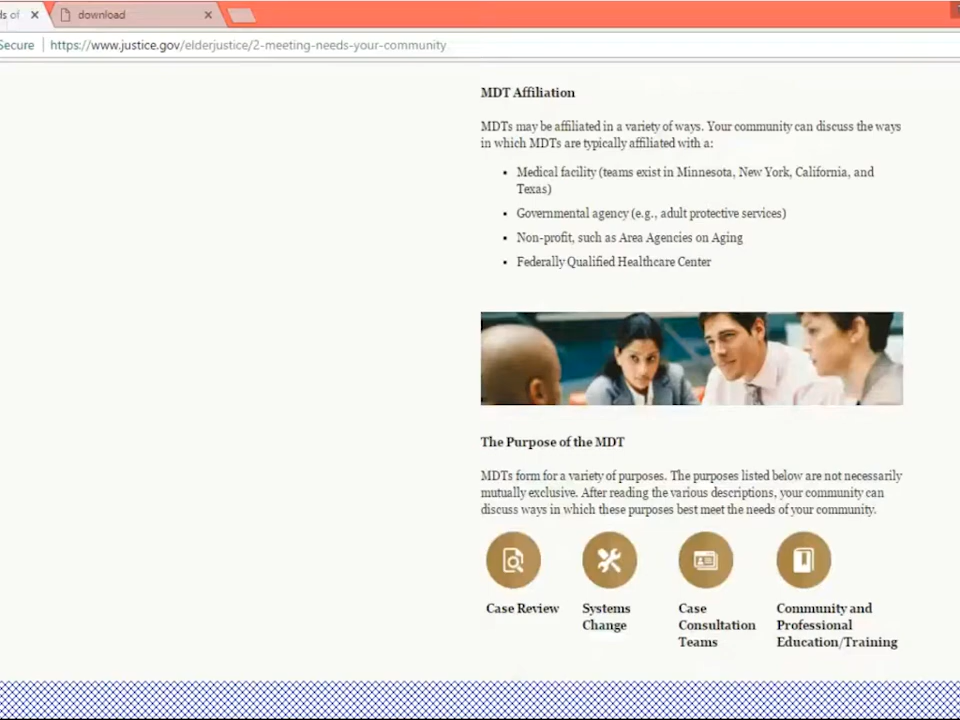 ds of
download
Secure
https://www.justice.gov/elderjustice/2-meeting-needs-your-community
MDT Affiliation
MDTs may be affiliated in a variety of ways. Your community can discuss the ways
in which MDTs are typically affiliated with a:
• Medical facility (teams exist in Minnesota, New York, California, and
Texas)
• Governmental agency (e.g., adult protective services)
• Non-profit, such as Area Agencies on Aging
• Federally Qualified Healthcare Center
The Purpose of the MDT
MDTs form for a variety of purposes. The purposes listed below are not necessarily
mutually exclusive. After reading the various descriptions, your community can
discuss ways in which these purposes best meet the needs of your community.
Case Review
Systems
Change
Case
Consultation
Teams
Community and
Professional
Education/Training